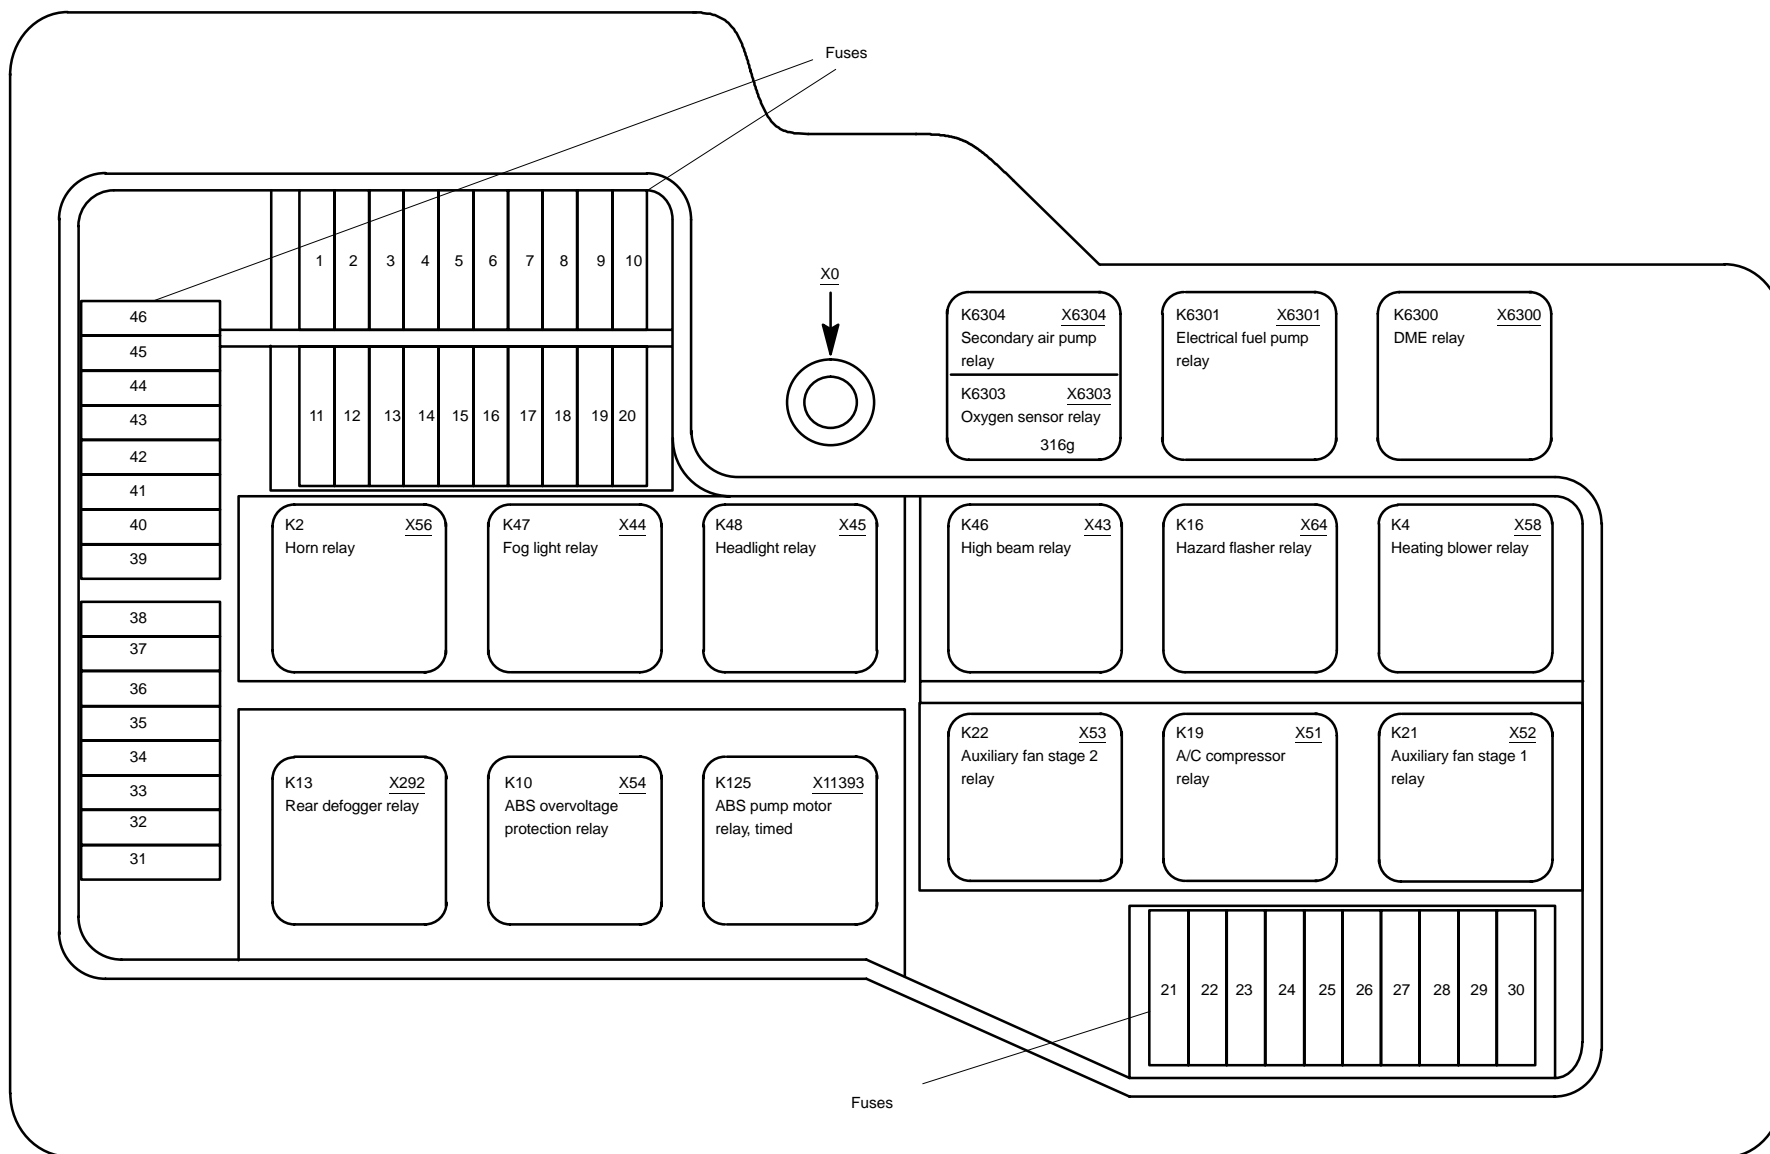 Fuses
1 2 3 4 5 6 7 8 9 10
X0
46
45
44
43
42
41
40
39
11 12 13 14 15 16 17 18 19 20
K6304 X6304
Secondary air pump
relay
K6303 X6303
Oxygen sensor relay
316g
K6301 X6301
Electrical fuel pump
relay
K6300 X6300
DME relay
K2 X56
Horn relay
K47 X44
Fog light relay
K48 X45
Headlight relay
K46 X43
High beam relay
K16 X64
Hazard flasher relay
K4 X58
Heating blower relay
38
37
36
35
34
33
32
31
K13 X292
Rear defogger relay
K10 X54
ABS overvoltage
protection relay
K125 X11393
ABS pump motor
relay, timed
K22 X53
Auxiliary fan stage 2
relay
K19 X51
A/C compressor
relay
K21 X52
Auxiliary fan stage 1
relay
21 22 23 24 25 26 27 28 29 30
Fuses